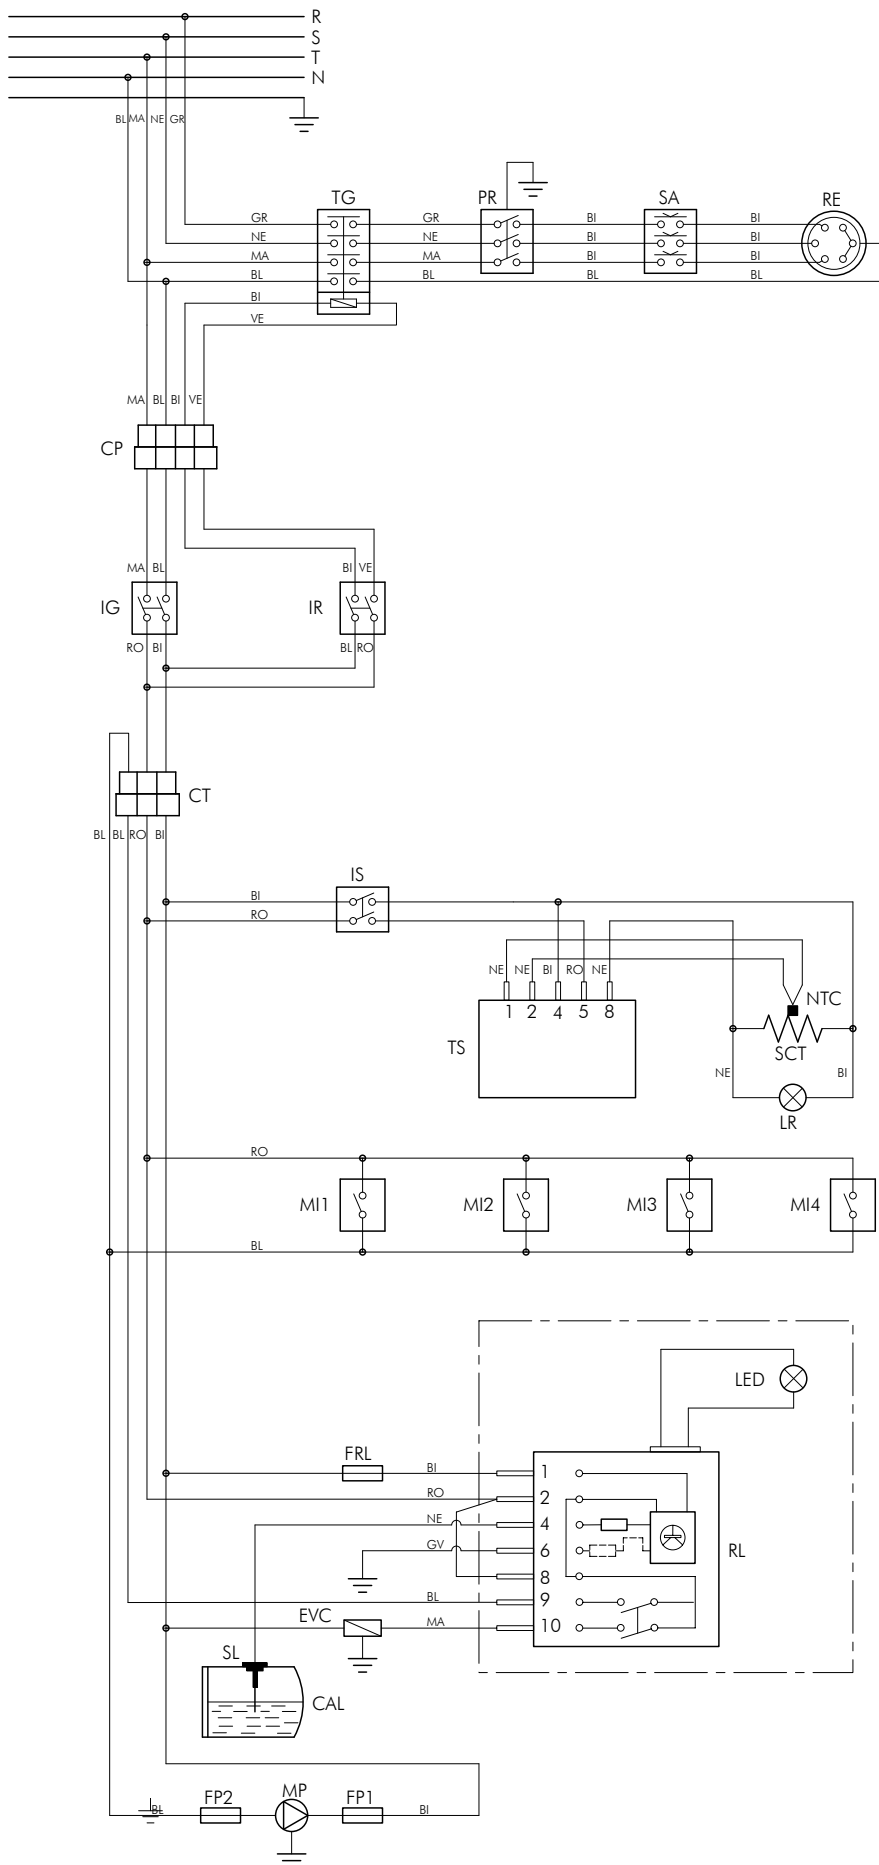 R
S
T
N
BL MA NE GR
TG PR SA RE
GR GR BI BI
NE NE BI BI
MA MA BI BI
BL BL BL BL
BI
VE
MA BL BI VE
CP
MA BL BI VE
IG IR
RO BI BL RO
CT
BL BL RO BI
IS
BI
RO
NE NE BI RO NE
1 2 4 5 8
NTC
TS
SCT
NE BI
LR
RO
MI1 MI2 MI3 MI4
BL
LED
FRL
BI 1
RO 2
NE 4
GV 6
RL
8
BL 9
EVC MA 10
SL
CAL
FP2 MP FP1
BL BI